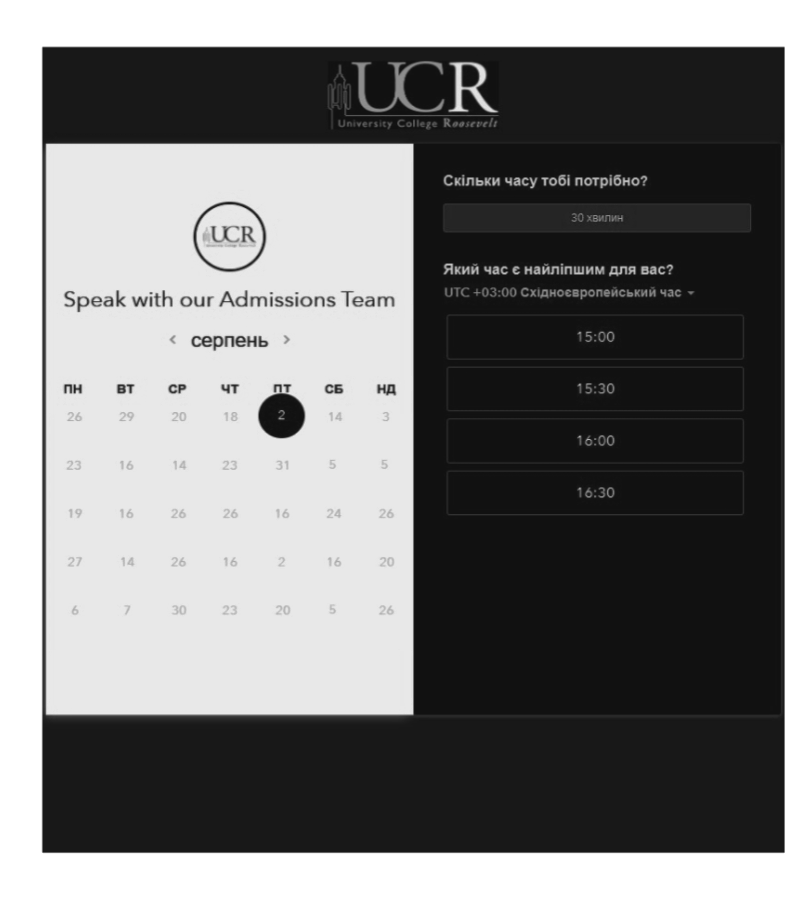 UCR
University College Roosevelt
UCR
Speak with our Admissions Team
< серпень >
ПН ВТ СР ЧТ ПТ СБ НД
26 29 20 18 2 14 3
23 16 14 23 31 5 5
19 16 26 26 16 24 26
27 14 26 16 2 16 20
6 7 30 23 20 5 26
Скільки часу тобі потрібно?
30 хвилин
Який час є найліпшим для вас?
UTC +03:00 Східноєвропейський час
15:00
15:30
16:00
16:30